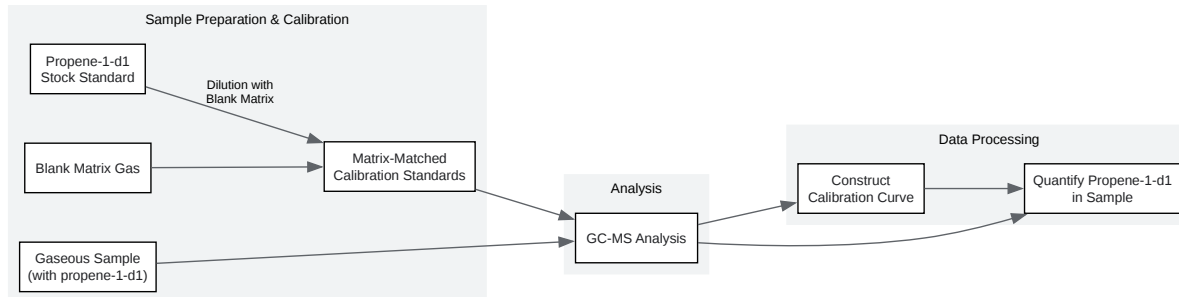 Sample Preparation & Calibration
Propene-1-d1
Stock Standard
Dilution with
Blank Matrix
Blank Matrix Gas
Matrix-Matched
Calibration Standards
Gaseous Sample
(with propene-1-d1)
Analysis
GC-MS Analysis
Data Processing
Construct
Calibration Curve
Quantify Propene-1-d1
in Sample